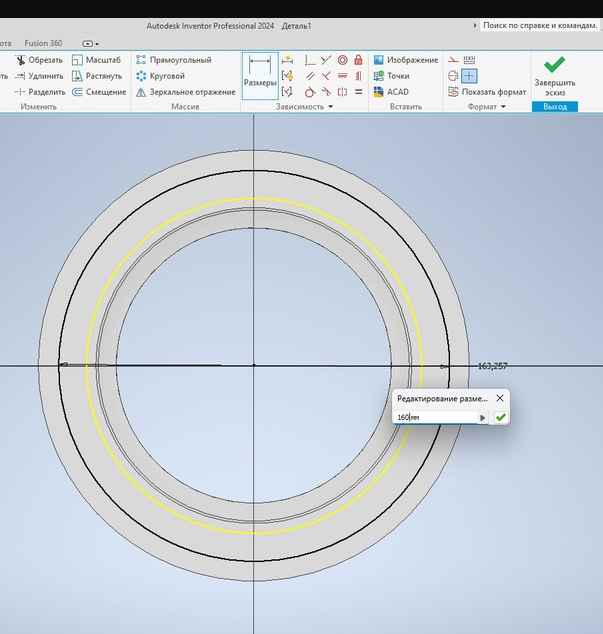 Autodesk Inventor Professional 2024 Деталь1
Поиск по справке и командам.
ота Fusion 360
Обрезать Масштаб Прямоугольный Изображение
ть Удлинить Растянуть Круговой Размеры Точки Завершить эскиз
Разделить Смещение Зеркальное отражение ACAD Показать формат
Изменить Массив Зависимость Вставить Формат Выход
163,257
Редактирование разме...
160мм